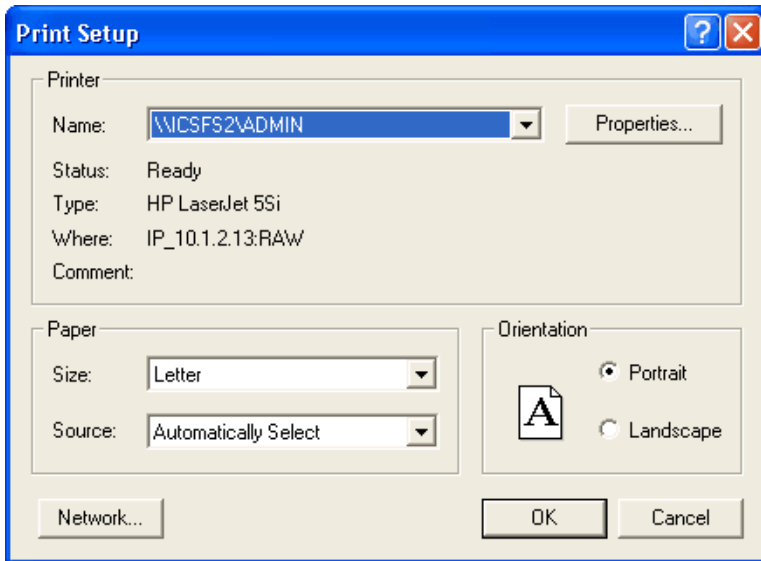 Print Setup
Printer
Name: \\ICSFS2\ADMIN Properties...
Status: Ready
Type: HP LaserJet 5Si
Where: IP_10.1.2.13:RAW
Comment:
Paper
Size: Letter
Source: Automatically Select
Orientation
A
Portrait
Landscape
Network... OK Cancel